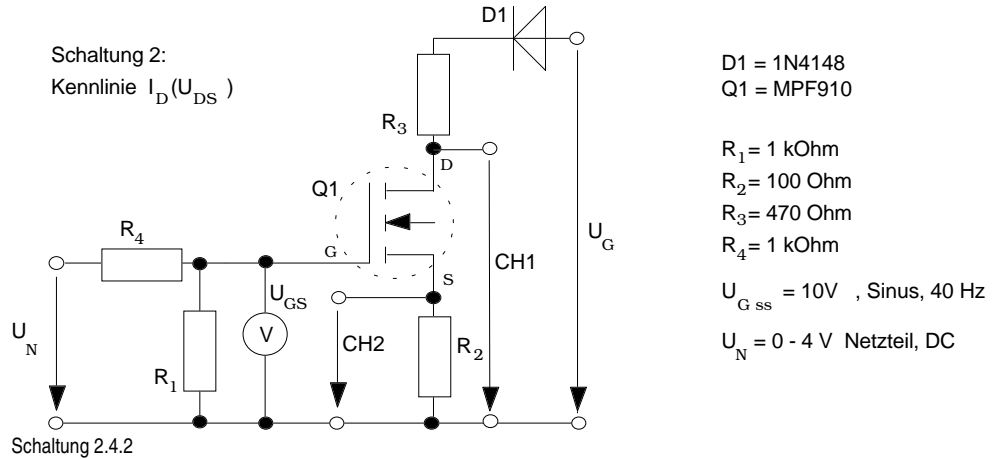 Schaltung 2:
Kennlinie I_D(U_DS )
D1
D1 = 1N4148
Q1 = MPF910
R_3
D
R_1= 1 kOhm
R_2= 100 Ohm
R_3= 470 Ohm
R_4= 1 kOhm
Q1
R_4
G
S
U_G
CH1
U_GS
U_G ss = 10V , Sinus, 40 Hz
U_N
V
CH2
R_2
U_N = 0 - 4 V Netzteil, DC
R_1
Schaltung 2.4.2